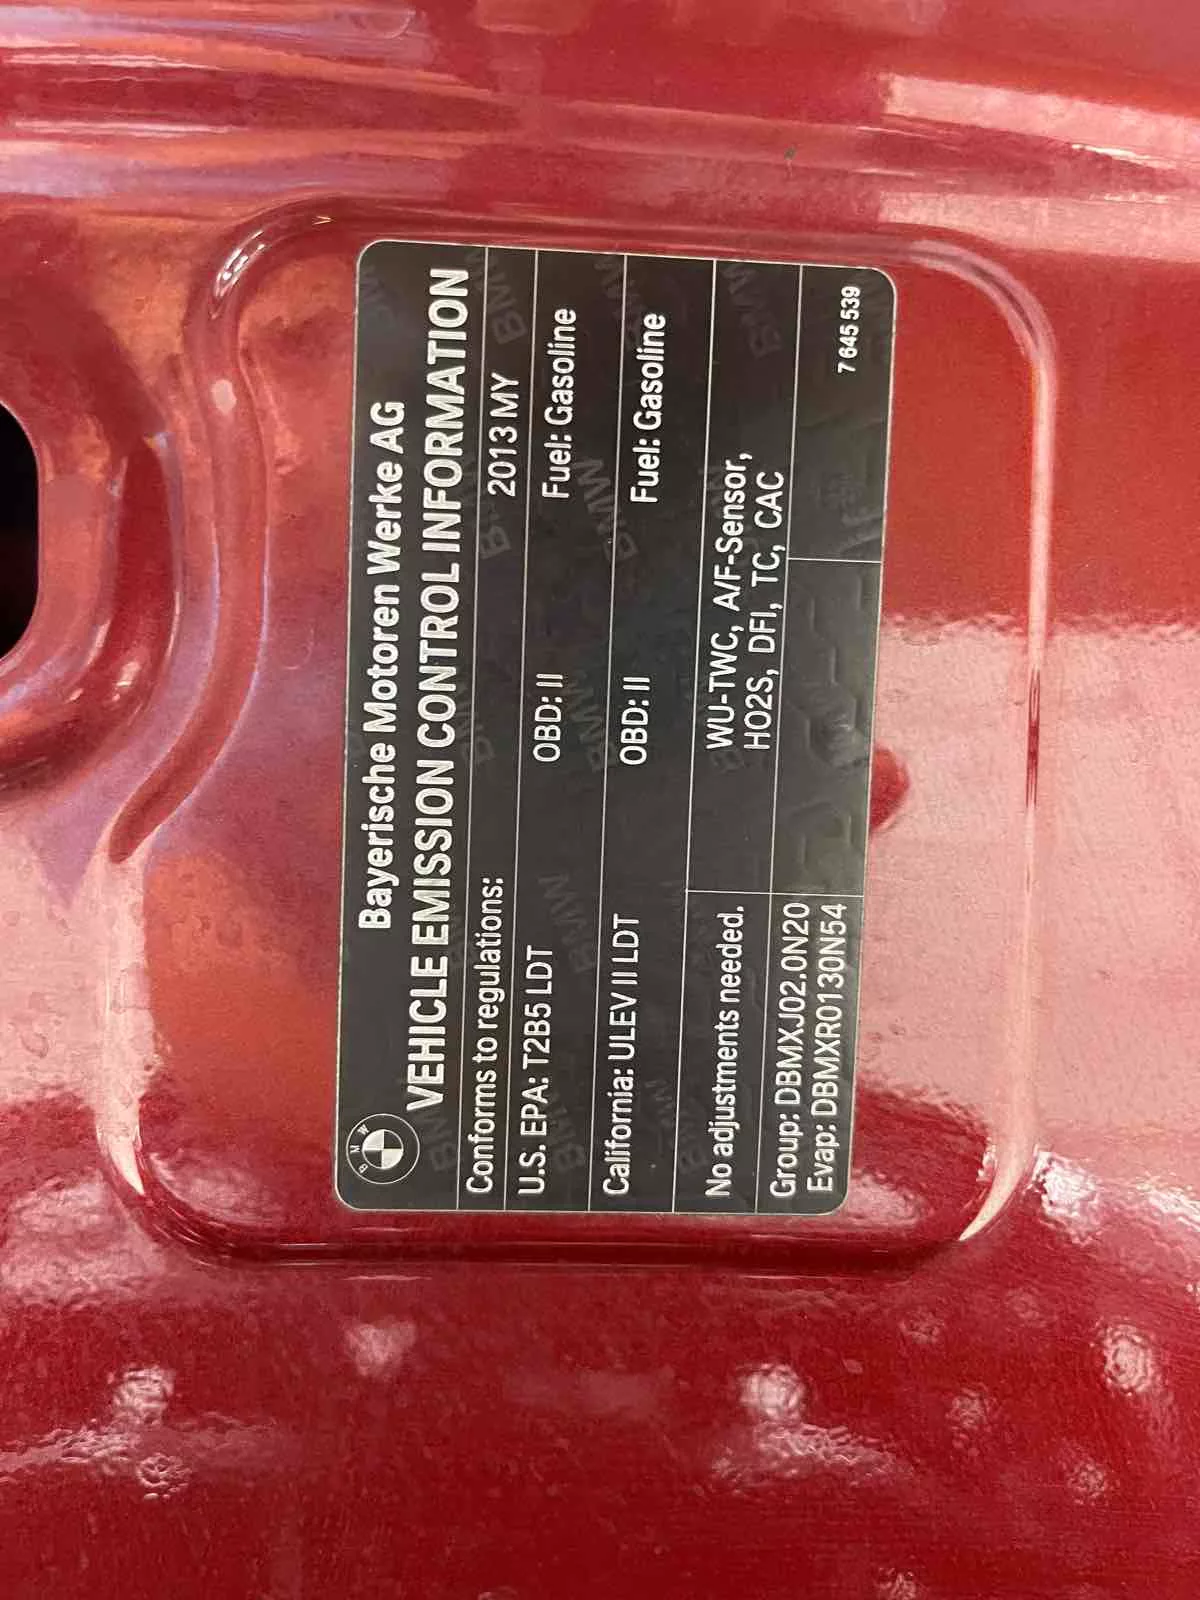 Bayerische Motoren Werke AG
VEHICLE EMISSION CONTROL INFORMATION
BMW
Conforms to regulations: 2013 MY
U.S. EPA: T2B5 LDT OBD: II Fuel: Gasoline
California: ULEV II LDT OBD: II Fuel: Gasoline
No adjustments needed. WU-TWC, A/F-Sensor,
HO2S, DFI, TC, CAC
Group: DBMXJ02.0N20
Evap: DBMXR0130N54
7 645 539